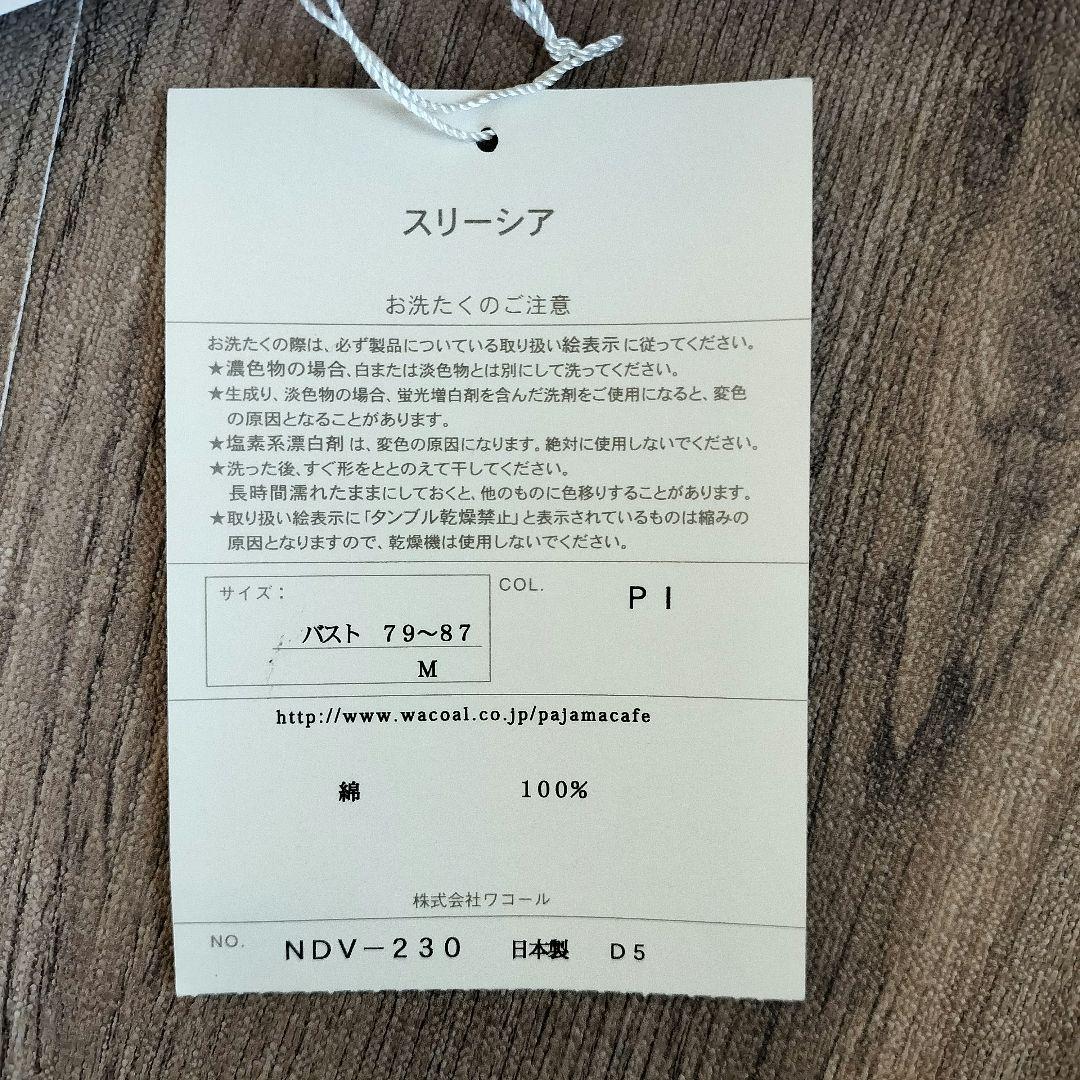 スリーシア
お洗たくのご注意
お洗たくの際は、必ず製品についている取り扱い絵表示に従ってください。
★濃色物の場合、白または淡色物とは別にして洗ってください。
★生成り、淡色物の場合、蛍光増白剤を含んだ洗剤をご使用になると、変色
の原因となることがあります。
★塩素系漂白剤は、変色の原因になります。絶対に使用しないでください。
★洗った後、すぐ形をととのえて干してください。
長時間濡れたままにしておくと、他のものに色移りすることがあります。
★取り扱い絵表示に「タンブル乾燥禁止」と表示されているものは縮みの
原因となりますので、乾燥機は使用しないでください。
サイズ： COL. PI
バスト 79〜87
M
http://www.wacoal.co.jp/pajamacafe
綿 100%
株式会社ワコール
NO. NDV－230 日本製 D5